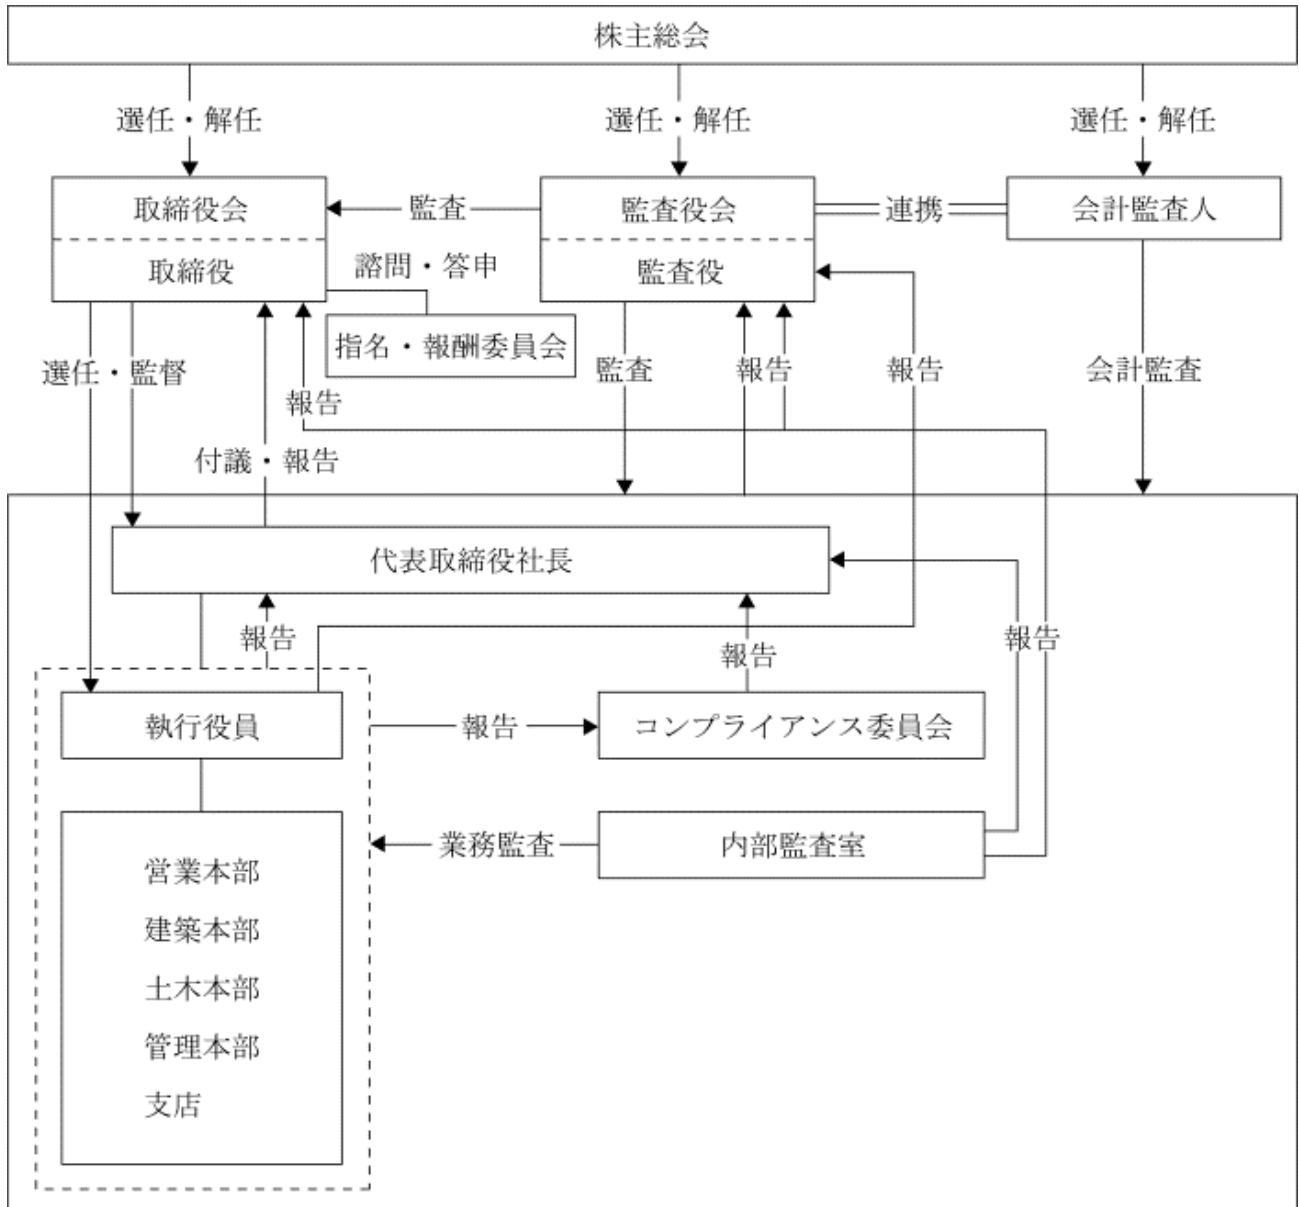 株主総会
選任・解任
選任・解任
選任・解任
取締役会
監査
監査役会
連携
会計監査人
取締役
諮問・答申
監査役
指名・報酬委員会
選任・監督
監査
報告
報告
会計監査
報告
付議・報告
代表取締役社長
報告
報告
報告
執行役員
報告
コンプライアンス委員会
業務監査
内部監査室
営業本部
建築本部
土木本部
管理本部
支店